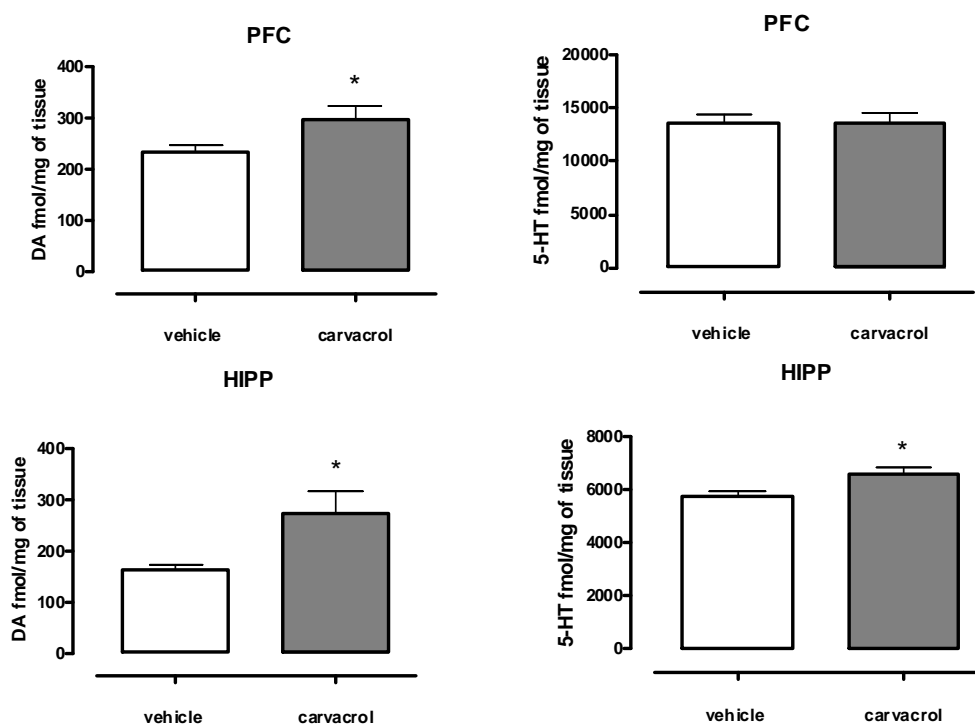 PFC
400
300
200
100
0
DA fmol/mg of tissue
*
vehicle carvacrol
PFC
20000
15000
10000
5000
0
5-HT fmol/mg of tissue
vehicle carvacrol
HIPP
400
300
200
100
0
DA fmol/mg of tissue
*
vehicle carvacrol
HIPP
8000
6000
4000
2000
0
5-HT fmol/mg of tissue
*
vehicle carvacrol